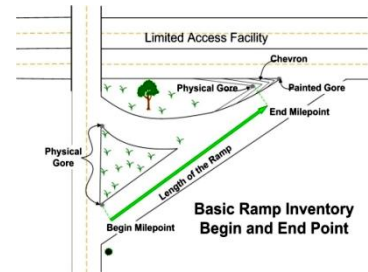 Limited Access Facility
Chevron
Physical Gore
Painted Gore
End Milepoint
Physical
Gore
Length of the Ramp
Begin Milepoint
Basic Ramp Inventory
Begin and End Point